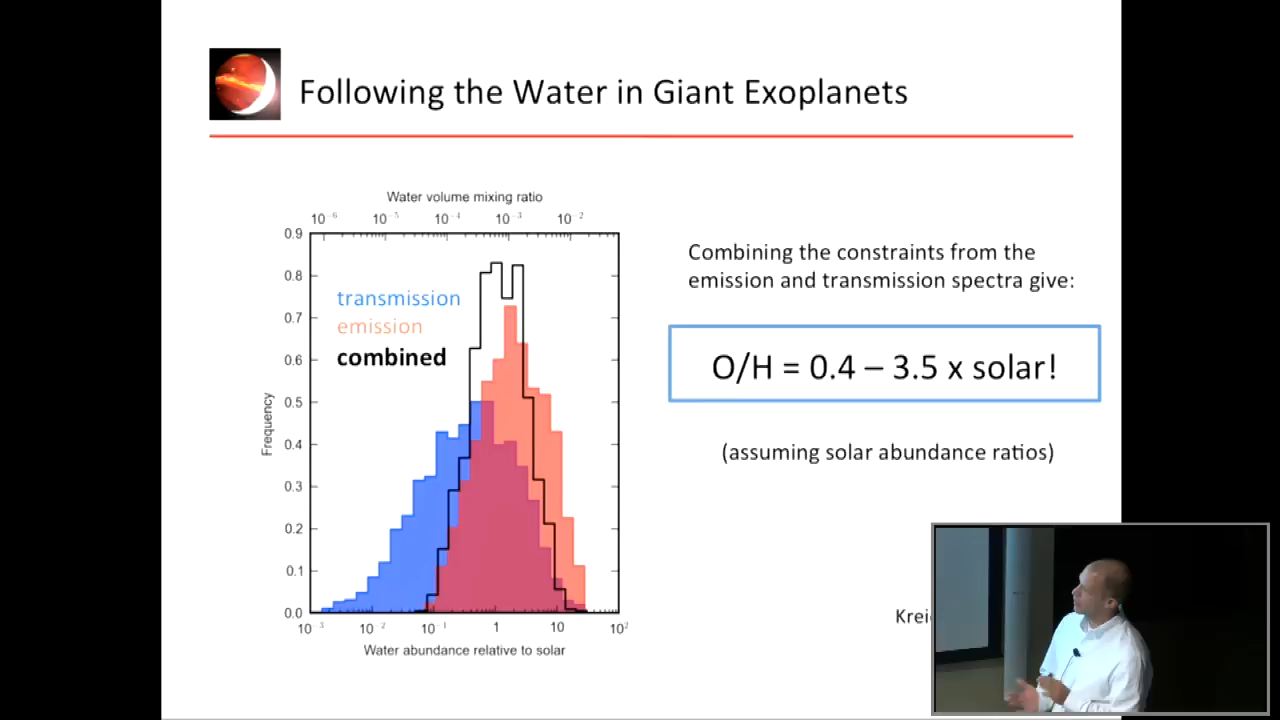 Following the Water in Giant Exoplanets
Water volume mixing ratio
10⁻⁶ 10⁻⁵ 10⁻⁴ 10⁻³ 10⁻²
0.9
0.8
0.7
0.6
0.5
0.4
0.3
0.2
0.1
0.0
Frequency
transmission
emission
combined
10⁻³ 10⁻² 10⁻¹ 1 10 10²
Water abundance relative to solar
Combining the constraints from the
emission and transmission spectra give:
O/H = 0.4 – 3.5 x solar!
(assuming solar abundance ratios)